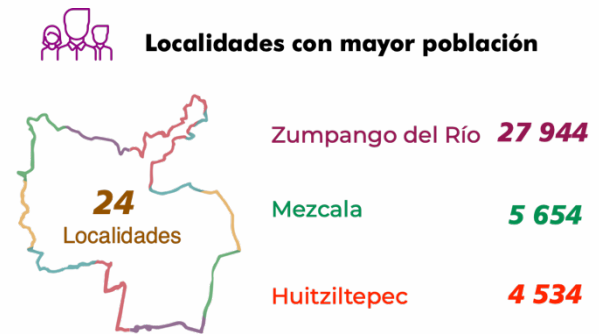 Localidades con mayor población
Zumpango del Río 27 944
24
Localidades
Mezcala 5 654
Huitziltepec 4 534